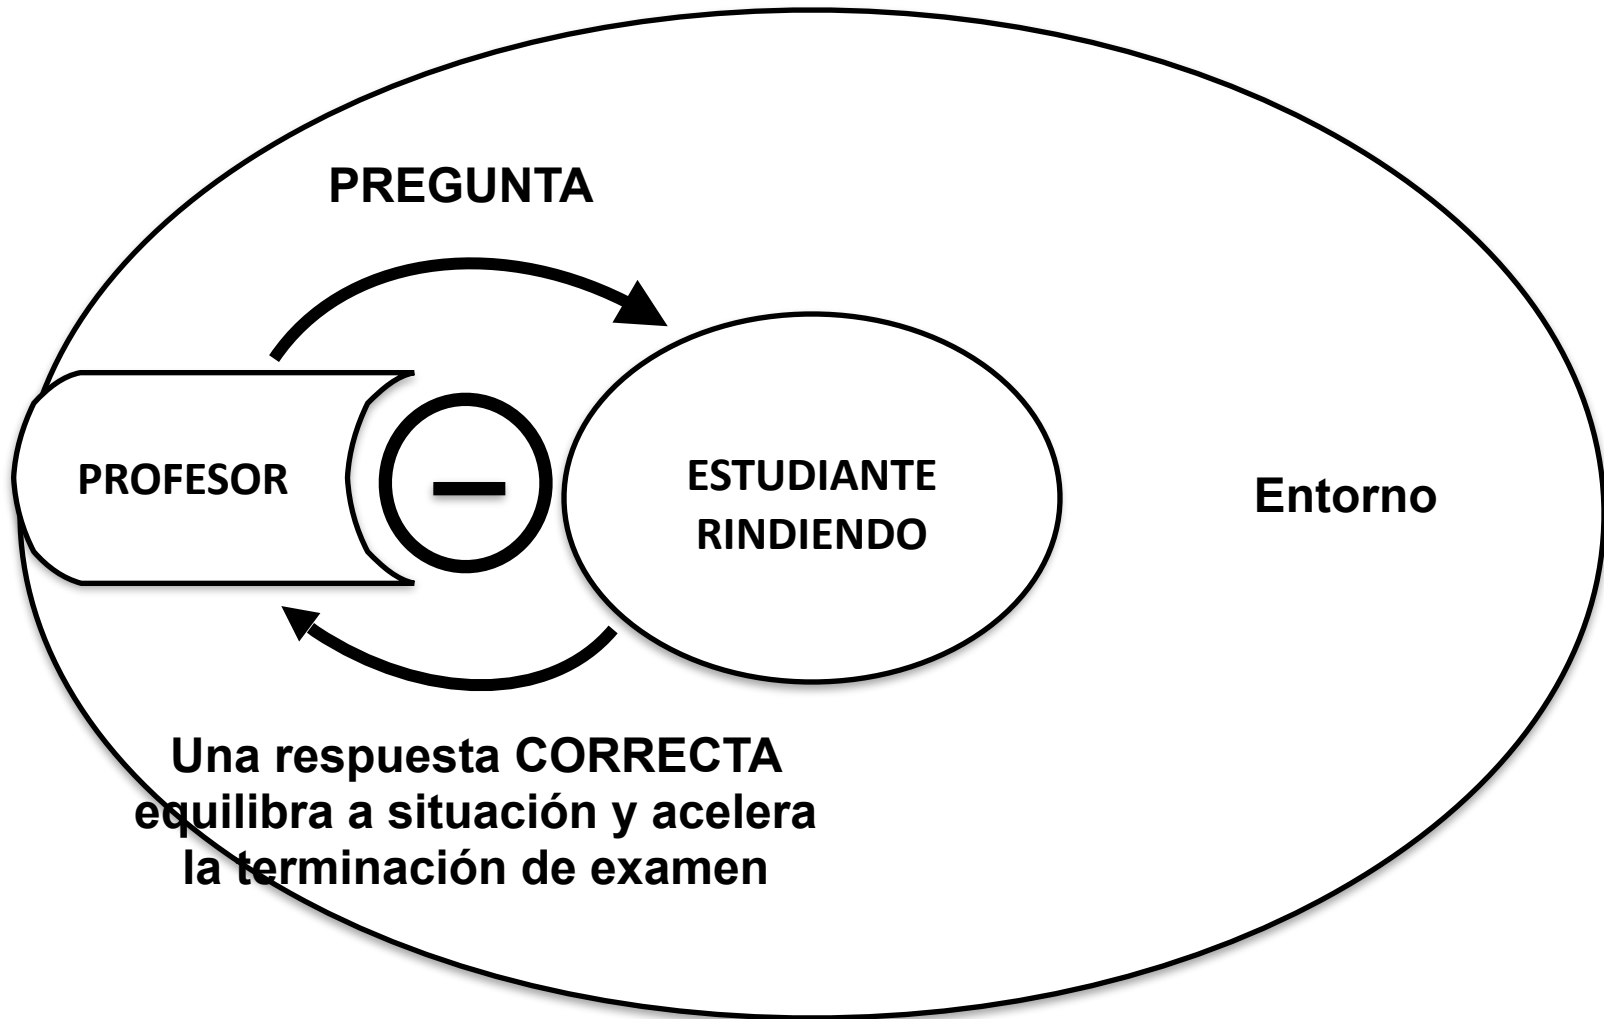 PREGUNTA
PROFESOR
—
ESTUDIANTE
RINDIENDO
Entorno
Una respuesta CORRECTA
equilibra a situación y acelera
la terminación de examen